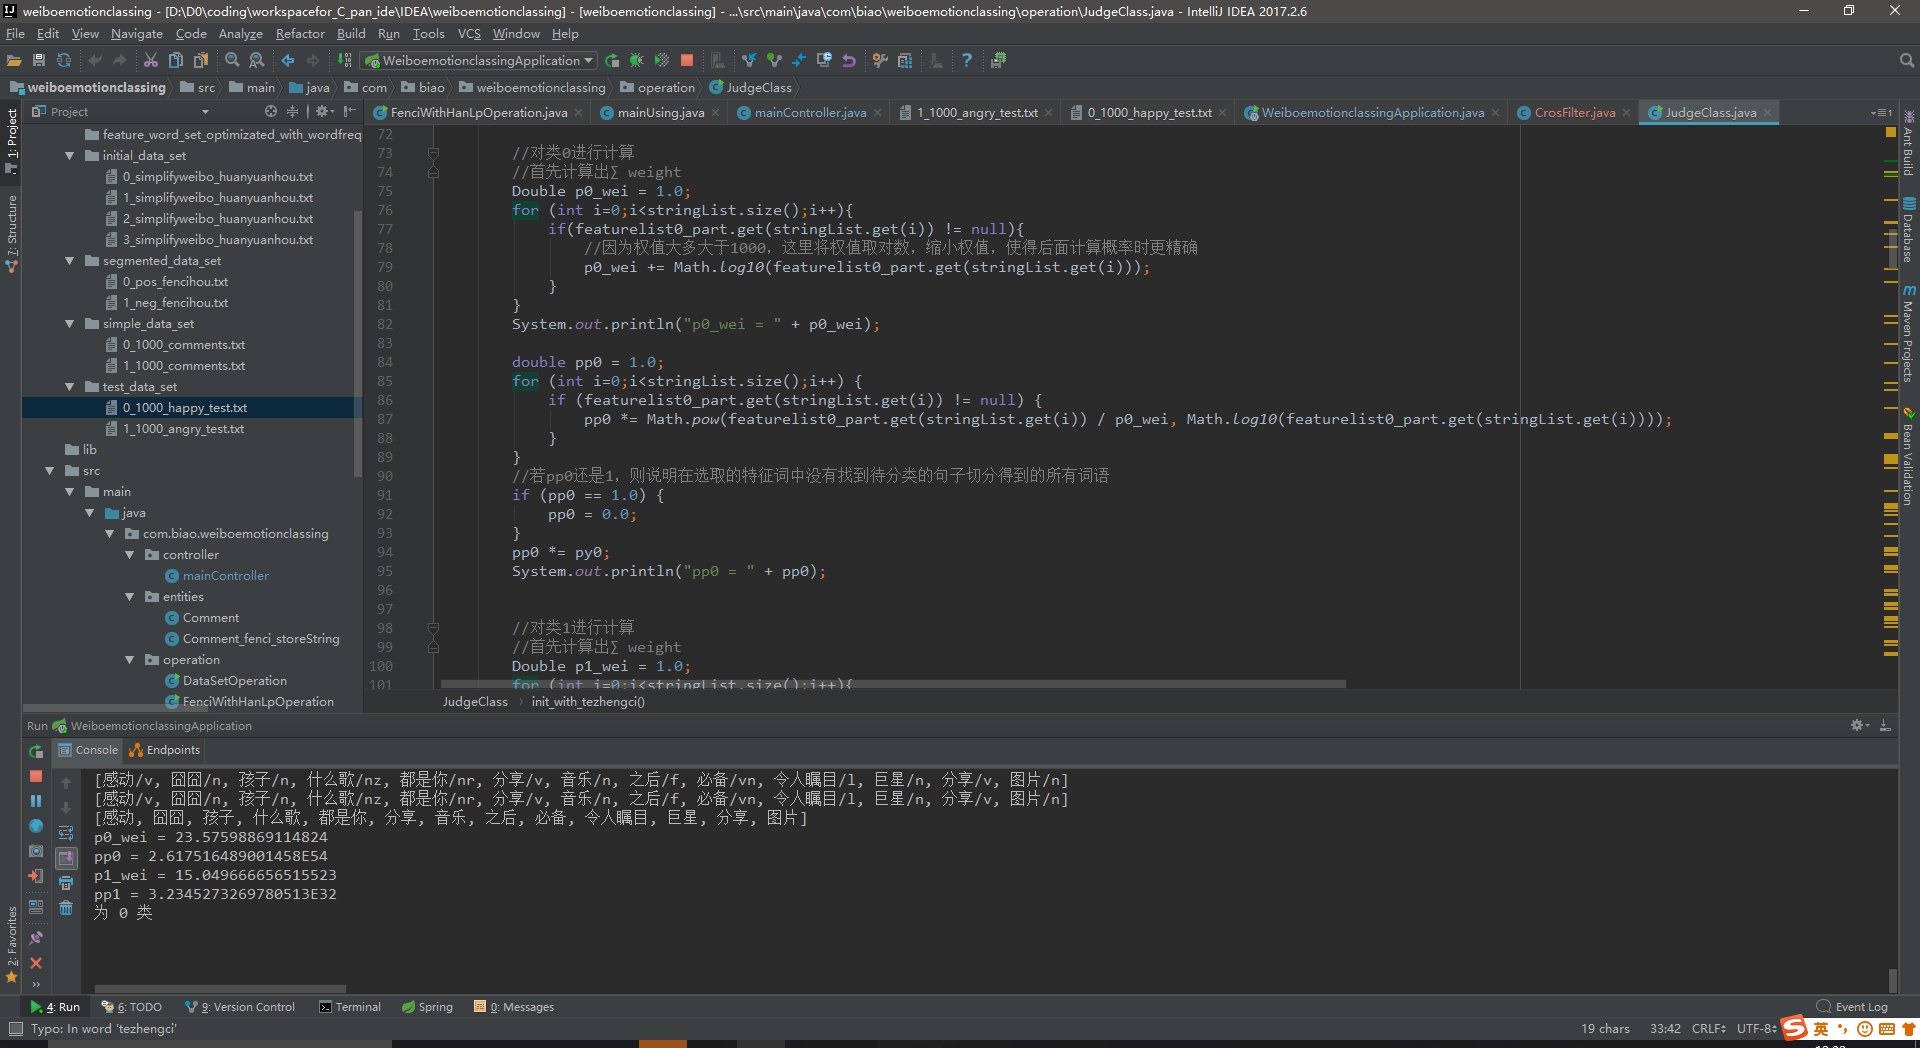 weiboemotionclassing - [D:\D0\coding\workspacefor_C_pan_ide\IDEA\weiboemotionclassing] - [weiboemotionclassing] - ...\src\main\java\com\biao\weiboemotionclassing\operation\JudgeClass.java - IntelliJ IDEA 2017.2.6
File Edit View Navigate Code Analyze Refactor Build Run Tools VCS Window Help
WeiboemotionclassingApplication
weiboemotionclassing src main java com biao weiboemotionclassing operation JudgeClass
Project
FenciWithHanLpOperation.java mainUsing.java mainController.java 1_1000_angry_test.txt 0_1000_happy_test.txt WeiboemotionclassingApplication.java CrosFilter.java JudgeClass.java
1: Project
7: Structure
2: Favorites
feature_word_set_optimizated_with_wordfreq
initial_data_set
0_simplifyweibo_huanyuanhou.txt
1_simplifyweibo_huanyuanhou.txt
2_simplifyweibo_huanyuanhou.txt
3_simplifyweibo_huanyuanhou.txt
segmented_data_set
0_pos_fencihou.txt
1_neg_fencihou.txt
simple_data_set
0_1000_comments.txt
1_1000_comments.txt
test_data_set
0_1000_happy_test.txt
1_1000_angry_test.txt
lib
src
main
java
com.biao.weiboemotionclassing
controller
mainController
entities
Comment
Comment_fenci_storeString
operation
DataSetOperation
FenciWithHanLpOperation
72
73 //对类0进行计算
74 //首先计算出∑ weight
75 Double p0_wei = 1.0;
76 for (int i=0;i<stringList.size();i++){
77 if(featurelist0_part.get(stringList.get(i)) != null){
78 //因为权值大多大于1000，这里将权值取对数，缩小权值，使得后面计算概率时更精确
79 p0_wei += Math.log10(featurelist0_part.get(stringList.get(i)));
80 }
81 }
82 System.out.println("p0_wei = " + p0_wei);
83
84 double pp0 = 1.0;
85 for (int i=0;i<stringList.size();i++) {
86 if (featurelist0_part.get(stringList.get(i)) != null) {
87 pp0 *= Math.pow(featurelist0_part.get(stringList.get(i)) / p0_wei, Math.log10(featurelist0_part.get(stringList.get(i))));
88 }
89 }
90 //若pp0还是1，则说明在选取的特征词中没有找到待分类的句子切分得到的所有词语
91 if (pp0 == 1.0) {
92 pp0 = 0.0;
93 }
94 pp0 *= py0;
95 System.out.println("pp0 = " + pp0);
96
97
98 //对类1进行计算
99 //首先计算出∑ weight
100 Double p1_wei = 1.0;
101 for (int i=0;i<stringList.size();i++){
JudgeClass init_with_tezhengci()
Ant Build
Database
Maven Projects
Bean Validation
Run WeiboemotionclassingApplication
Console Endpoints
[感动/v, 囧囧/n, 孩子/n, 什么歌/nz, 都是你/nr, 分享/v, 音乐/n, 之后/f, 必备/vn, 令人瞩目/l, 巨星/n, 分享/v, 图片/n]
[感动/v, 囧囧/n, 孩子/n, 什么歌/nz, 都是你/nr, 分享/v, 音乐/n, 之后/f, 必备/vn, 令人瞩目/l, 巨星/n, 分享/v, 图片/n]
[感动, 囧囧, 孩子, 什么歌, 都是你, 分享, 音乐, 之后, 必备, 令人瞩目, 巨星, 分享, 图片]
p0_wei = 23.57598869114824
pp0 = 2.617516489001458E54
p1_wei = 15.049666656515523
pp1 = 3.2345273269780513E32
为 0 类
4: Run 6: TODO 9: Version Control Terminal Spring 0: Messages Event Log
Typo: In word 'tezhengci' 19 chars 33:42 CRLF UTF-8 英